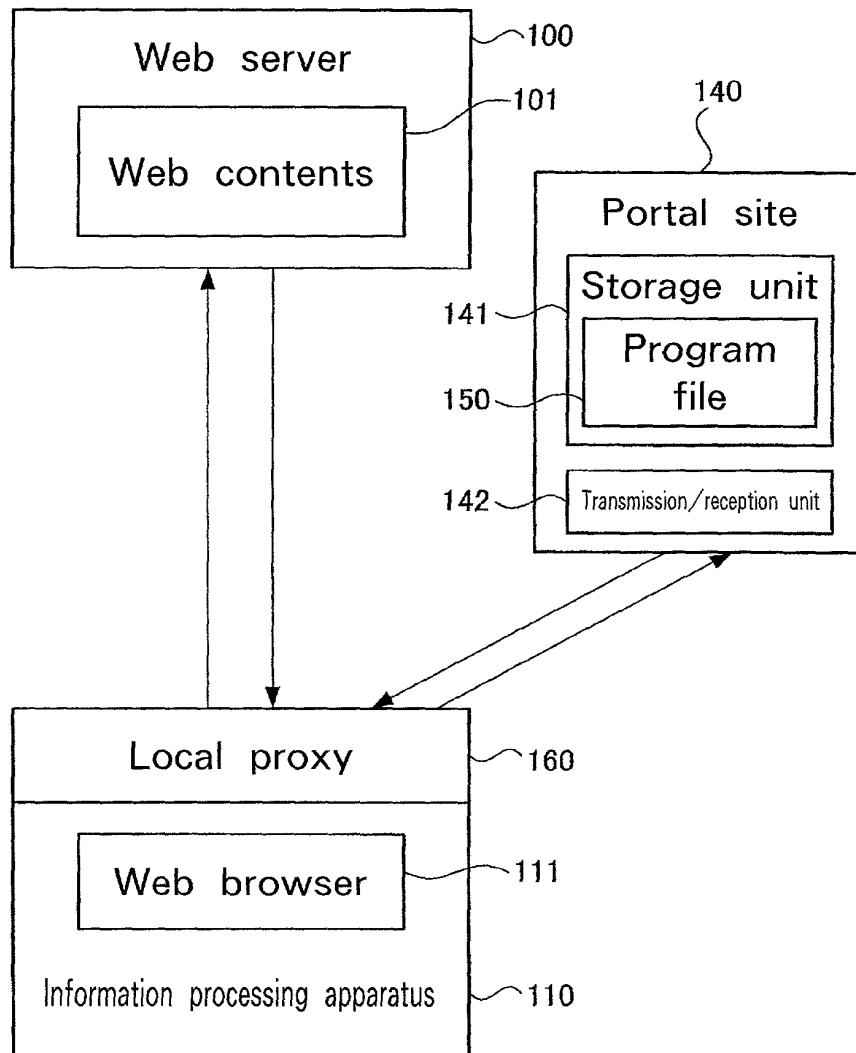 Web server
100
Web contents
101
140
Portal site
Storage unit
141
Program
file
150
142
Transmission/reception unit
Local proxy
160
Web browser
111
Information processing apparatus
110